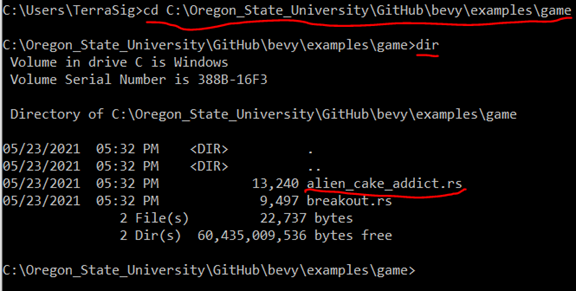 C:\Users\TerraSig>cd C:\Oregon_State_University\GitHub\bevy\examples\game
C:\Oregon_State_University\GitHub\bevy\examples\game>dir
Volume in drive C is Windows
Volume Serial Number is 388B-16F3
Directory of C:\Oregon_State_University\GitHub\bevy\examples\game
05/23/2021  05:32 PM    <DIR>          .
05/23/2021  05:32 PM    <DIR>          ..
05/23/2021  05:32 PM            13,240 alien_cake_addict.rs
05/23/2021  05:32 PM             9,497 breakout.rs
2 File(s)         22,737 bytes
2 Dir(s)  60,435,009,536 bytes free
C:\Oregon_State_University\GitHub\bevy\examples\game>